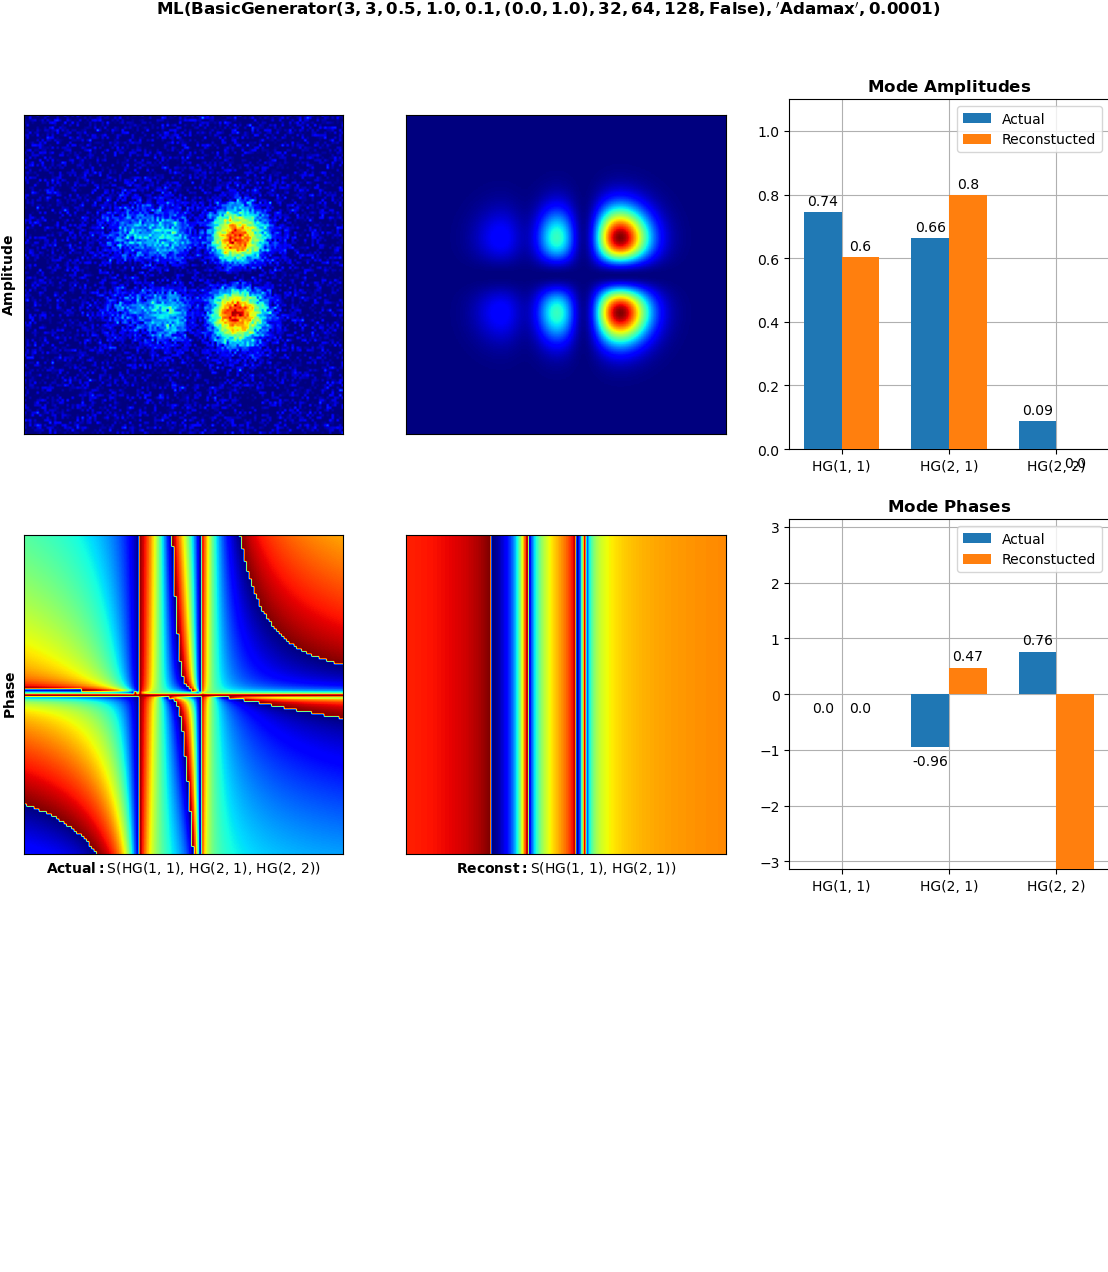 ML(BasicGenerator(3, 3, 0.5, 1.0, 0.1, (0.0, 1.0), 32, 64, 128, False), ′Adamax′, 0.0001)
Amplitude
Mode Amplitudes
Actual
Reconstucted
1.0
0.8
0.6
0.4
0.2
0.0
0.74
0.6
0.66
0.8
0.09
0.0
HG(1, 1)
HG(2, 1)
HG(2, 2)
Phase
Actual: S(HG(1, 1), HG(2, 1), HG(2, 2))
Reconst: S(HG(1, 1), HG(2, 1))
Mode Phases
Actual
Reconstucted
3
2
1
0
−1
−2
−3
0.0
0.0
-0.96
0.47
0.76
HG(1, 1)
HG(2, 1)
HG(2, 2)